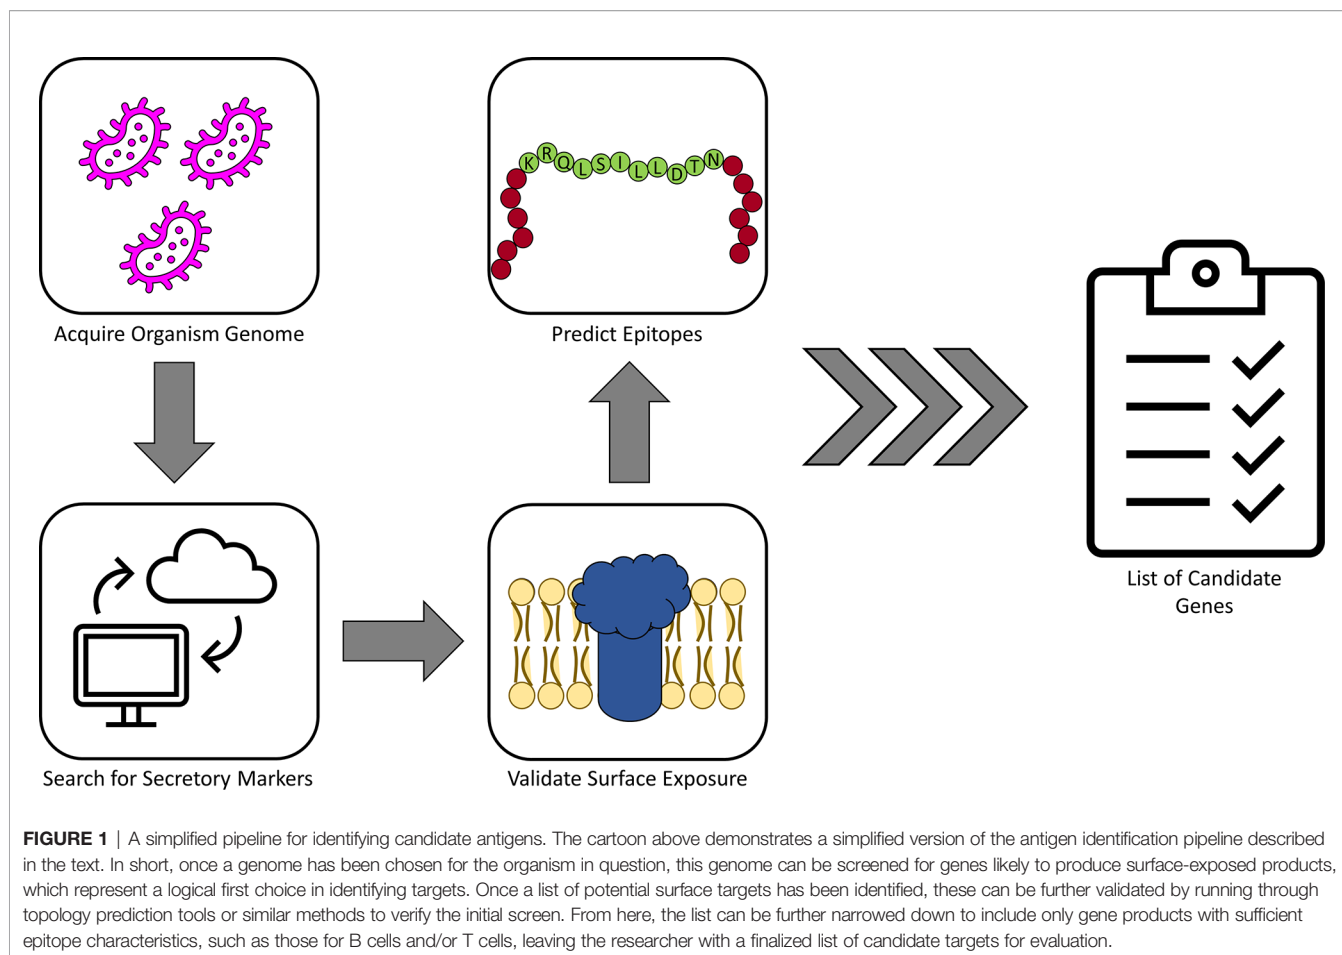 K R Q L S I L L D T N
Acquire Organism Genome
Predict Epitopes
List of Candidate
Genes
Search for Secretory Markers
Validate Surface Exposure
FIGURE 1 | A simplified pipeline for identifying candidate antigens. The cartoon above demonstrates a simplified version of the antigen identification pipeline described
in the text. In short, once a genome has been chosen for the organism in question, this genome can be screened for genes likely to produce surface-exposed products,
which represent a logical first choice in identifying targets. Once a list of potential surface targets has been identified, these can be further validated by running through
topology prediction tools or similar methods to verify the initial screen. From here, the list can be further narrowed down to include only gene products with sufficient
epitope characteristics, such as those for B cells and/or T cells, leaving the researcher with a finalized list of candidate targets for evaluation.